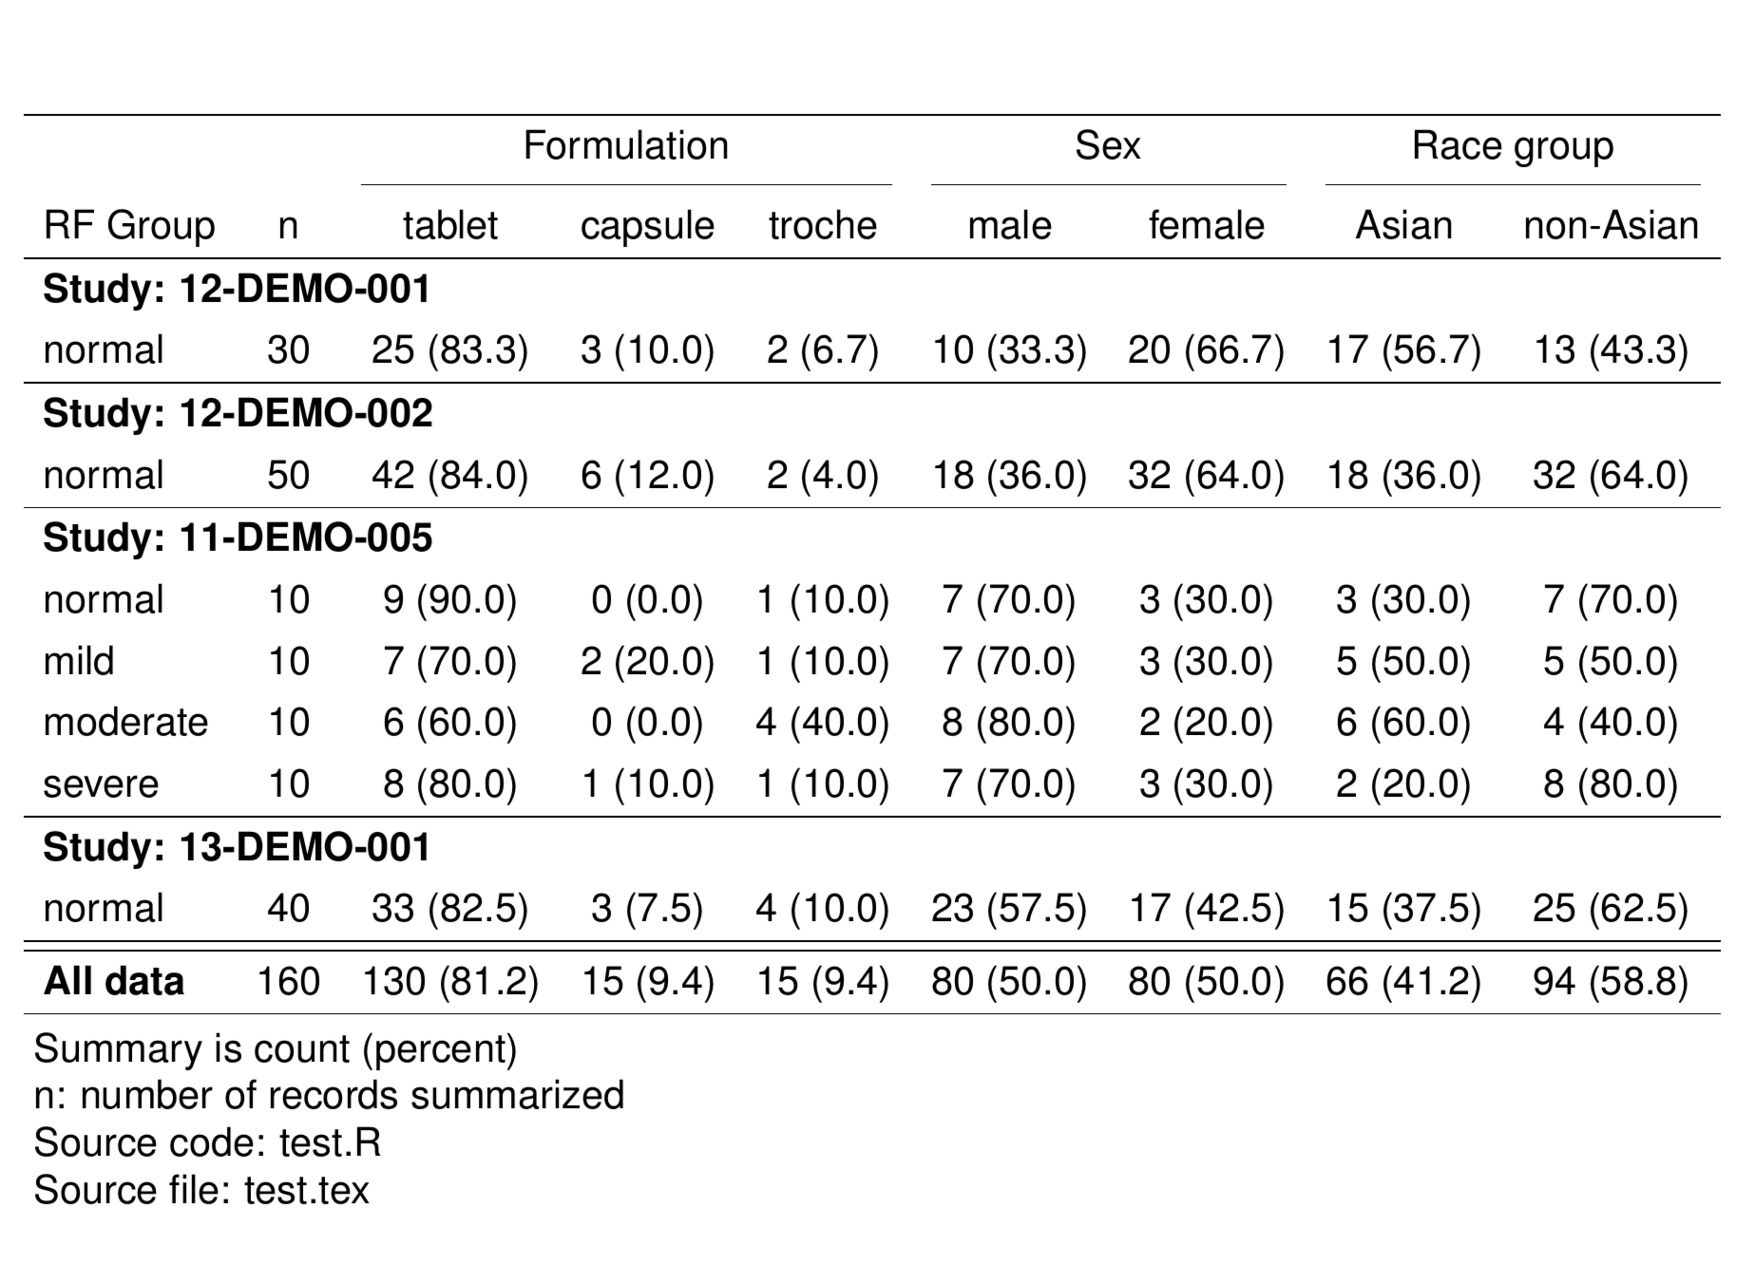 Formulation Sex Race group
RF Group n tablet capsule troche male female Asian non-Asian
Study: 12-DEMO-001
normal 30 25 (83.3) 3 (10.0) 2 (6.7) 10 (33.3) 20 (66.7) 17 (56.7) 13 (43.3)
Study: 12-DEMO-002
normal 50 42 (84.0) 6 (12.0) 2 (4.0) 18 (36.0) 32 (64.0) 18 (36.0) 32 (64.0)
Study: 11-DEMO-005
normal 10 9 (90.0) 0 (0.0) 1 (10.0) 7 (70.0) 3 (30.0) 3 (30.0) 7 (70.0)
mild 10 7 (70.0) 2 (20.0) 1 (10.0) 7 (70.0) 3 (30.0) 5 (50.0) 5 (50.0)
moderate 10 6 (60.0) 0 (0.0) 4 (40.0) 8 (80.0) 2 (20.0) 6 (60.0) 4 (40.0)
severe 10 8 (80.0) 1 (10.0) 1 (10.0) 7 (70.0) 3 (30.0) 2 (20.0) 8 (80.0)
Study: 13-DEMO-001
normal 40 33 (82.5) 3 (7.5) 4 (10.0) 23 (57.5) 17 (42.5) 15 (37.5) 25 (62.5)
All data 160 130 (81.2) 15 (9.4) 15 (9.4) 80 (50.0) 80 (50.0) 66 (41.2) 94 (58.8)
Summary is count (percent)
n: number of records summarized
Source code: test.R
Source file: test.tex